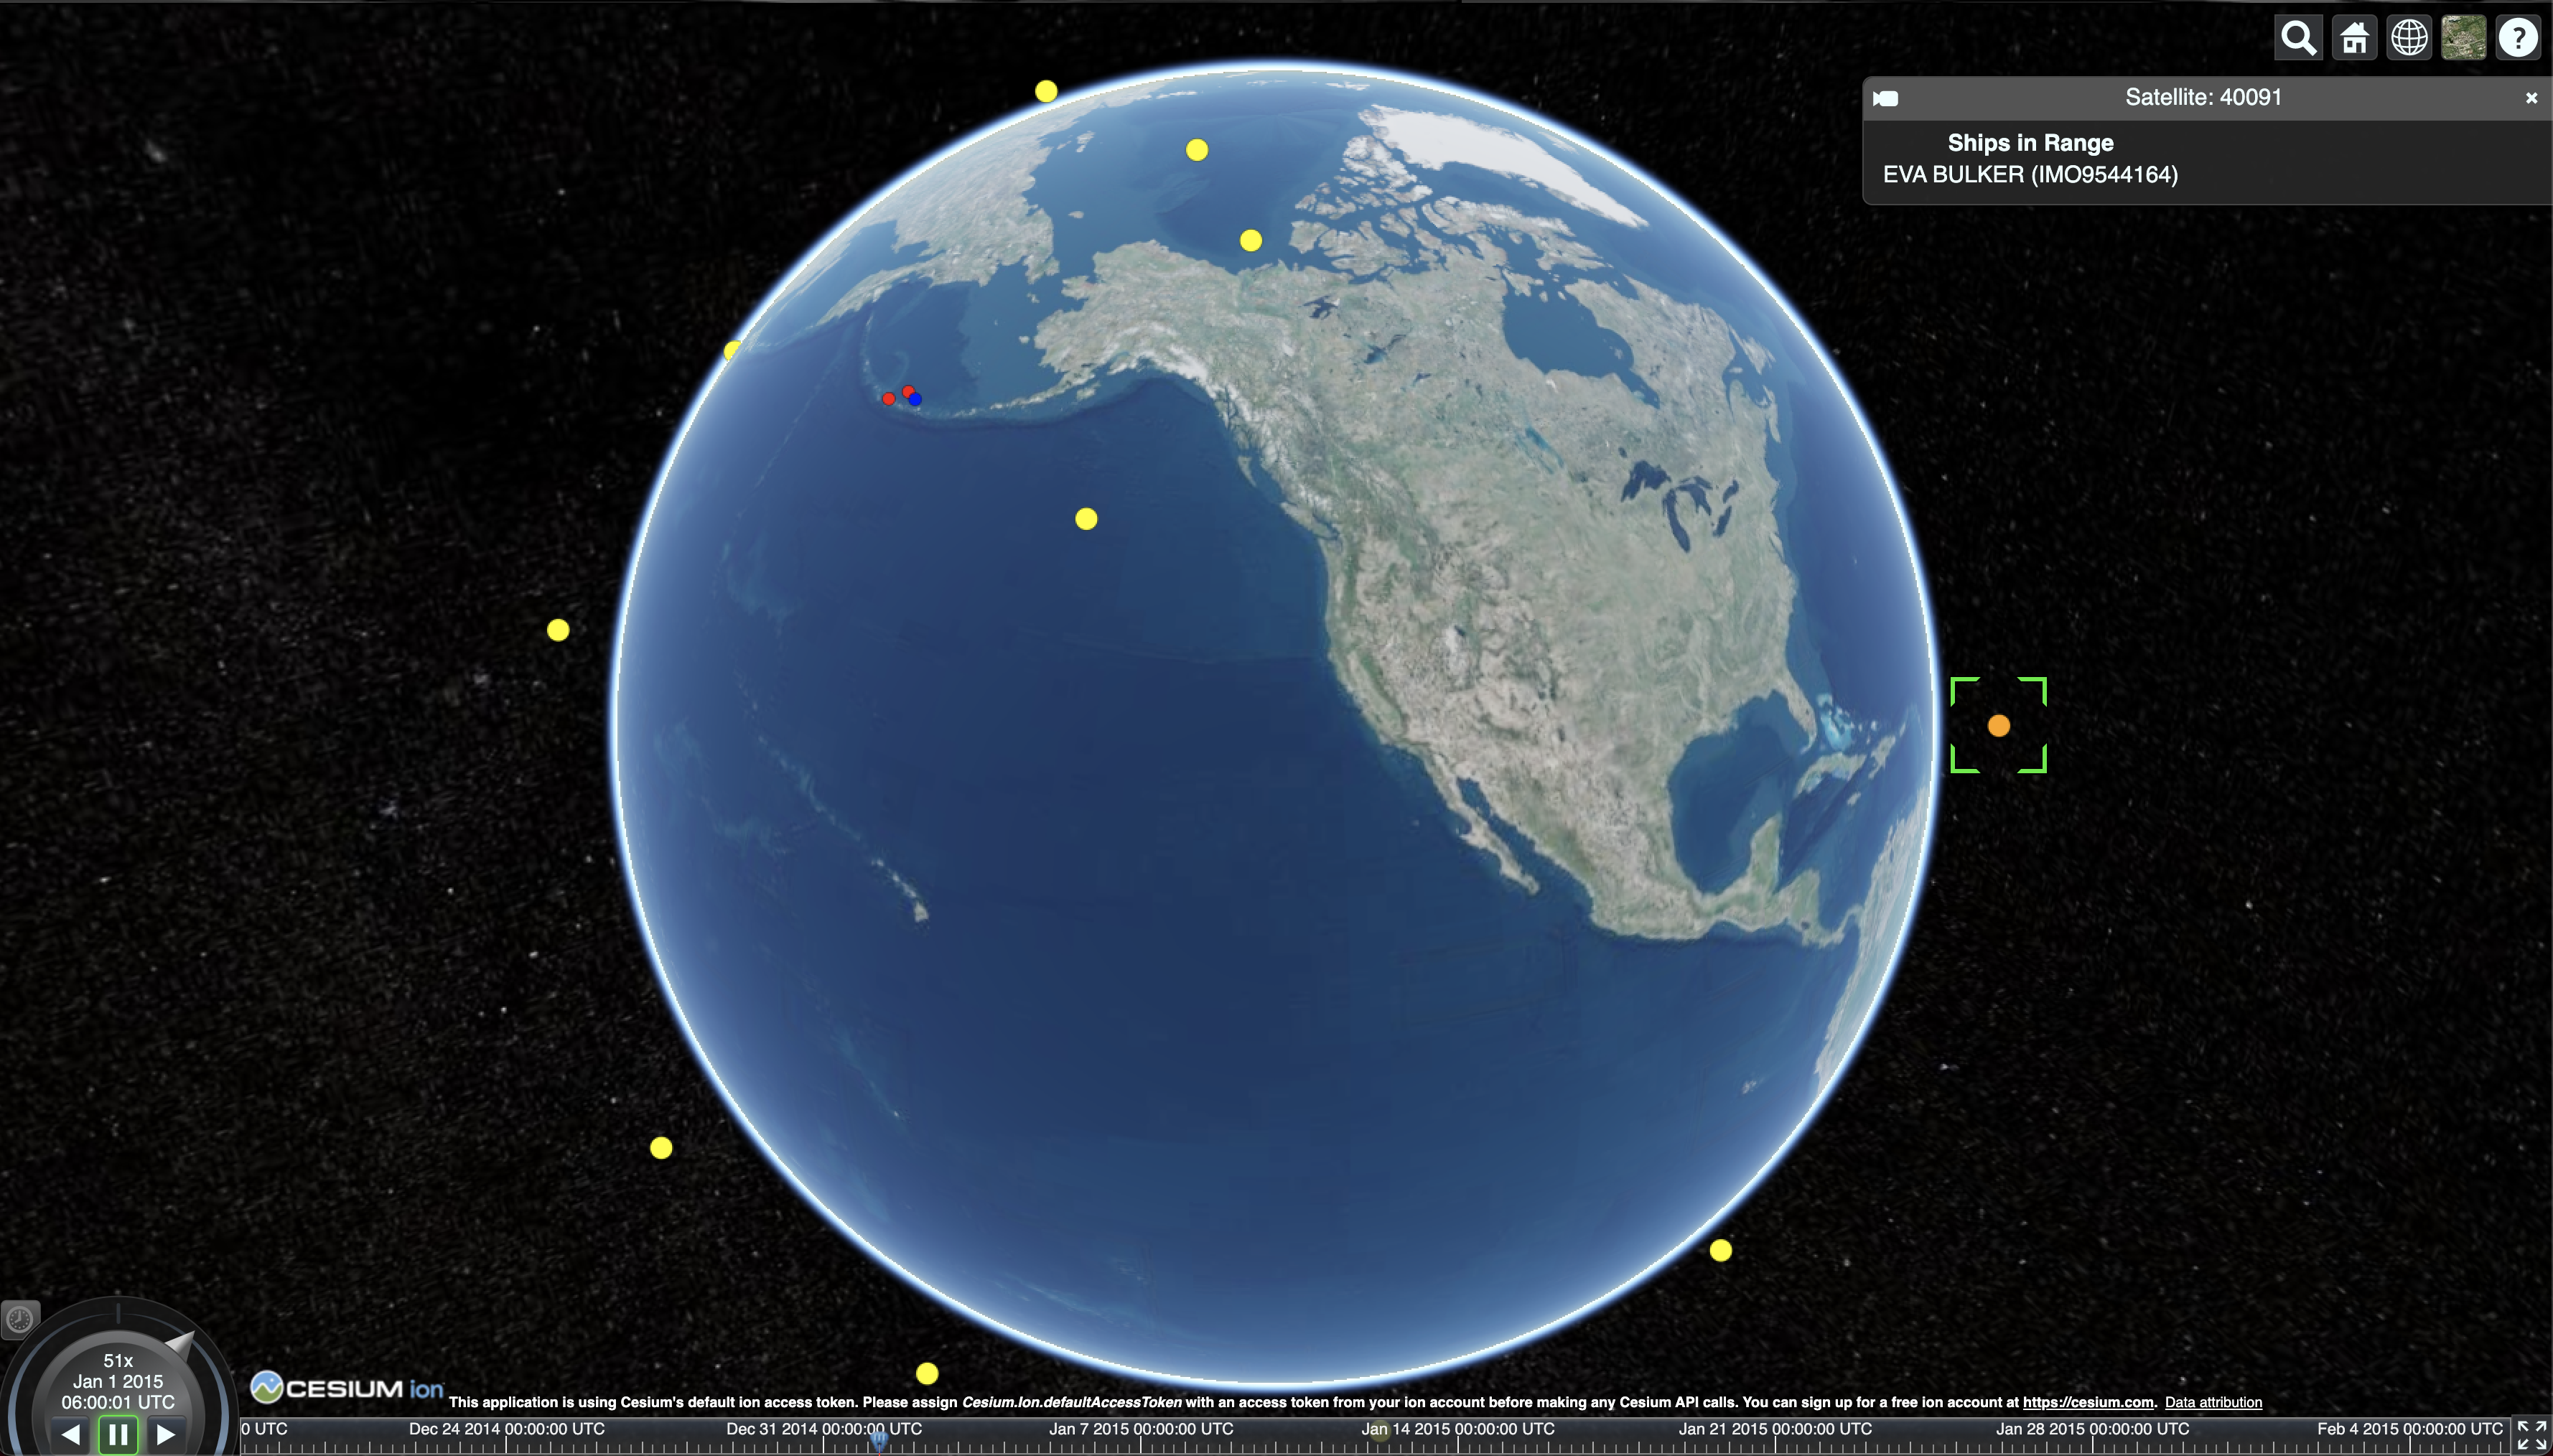 Satellite: 40091
Ships in Range
EVA BULKER (IMO9544164)
51x
Jan 1 2015
06:00:01 UTC
CESIUM ion
This application is using Cesium's default ion access token. Please assign Cesium.Ion.defaultAccessToken with an access token from your ion account before making any Cesium API calls. You can sign up for a free ion account at https://cesium.com. Data attribution
0 UTC Dec 24 2014 00:00:00 UTC Dec 31 2014 00:00:00 UTC Jan 7 2015 00:00:00 UTC Jan 14 2015 00:00:00 UTC Jan 21 2015 00:00:00 UTC Jan 28 2015 00:00:00 UTC Feb 4 2015 00:00:00 UTC